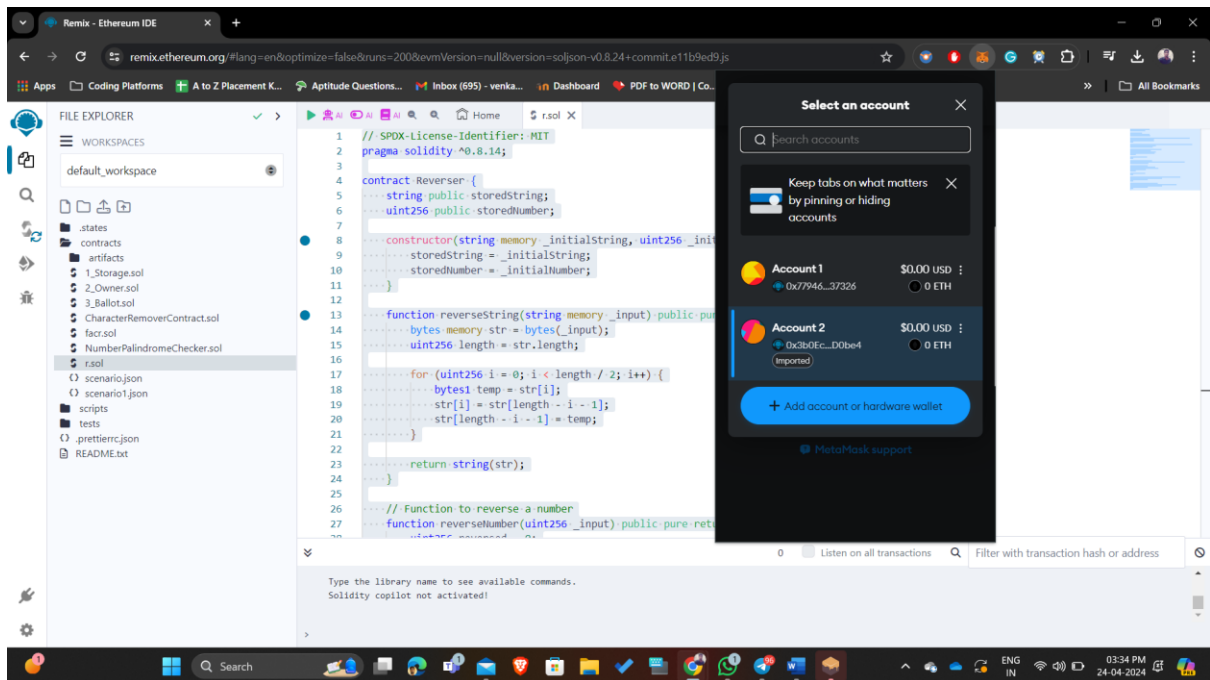 Remix - Ethereum IDE
remix.ethereum.org/#lang=en&optimize=false&runs=200&evmVersion=null&version=soljson-v0.8.24+commit.e11b9ed9.js
Apps
Coding Platforms
A to Z Placement K...
Aptitude Questions...
Inbox (695) - venka...
Dashboard
PDF to WORD | Co...
»
All Bookmarks
FILE EXPLORER
WORKSPACES
default_workspace
.states
contracts
artifacts
1_Storage.sol
2_Owner.sol
3_Ballot.sol
CharacterRemoverContract.sol
facr.sol
NumberPalindromeChecker.sol
r.sol
scenario.json
scenario1.json
scripts
tests
.prettierrc.json
README.txt
AI AI AI Home r.sol
1 // SPDX-License-Identifier: MIT
2 pragma solidity ^0.8.14;
3
4 contract Reverser {
5 string public storedString;
6 uint256 public storedNumber;
7
8 constructor(string memory _initialString, uint256 _init
9 storedString = _initialString;
10 storedNumber = _initialNumber;
11 }
12
13 function reverseString(string memory _input) public pur
14 bytes memory str = bytes(_input);
15 uint256 length = str.length;
16
17 for (uint256 i = 0; i < length / 2; i++) {
18 bytes1 temp = str[i];
19 str[i] = str[length - i - 1];
20 str[length - i - 1] = temp;
21 }
22
23 return string(str);
24 }
25
26 // Function to reverse a number
27 function reverseNumber(uint256 _input) public pure retu
28 uint256 reversed = 0;
Select an account
Search accounts
Keep tabs on what matters
by pinning or hiding
accounts
Account 1 $0.00 USD
0x77946...37326 0 ETH
Account 2 $0.00 USD
0x3b0Ec...D0be4 0 ETH
Imported
+ Add account or hardware wallet
MetaMask support
0 Listen on all transactions Filter with transaction hash or address
Type the library name to see available commands.
Solidity copilot not activated!
>
Search
ENG
IN
03:34 PM
24-04-2024